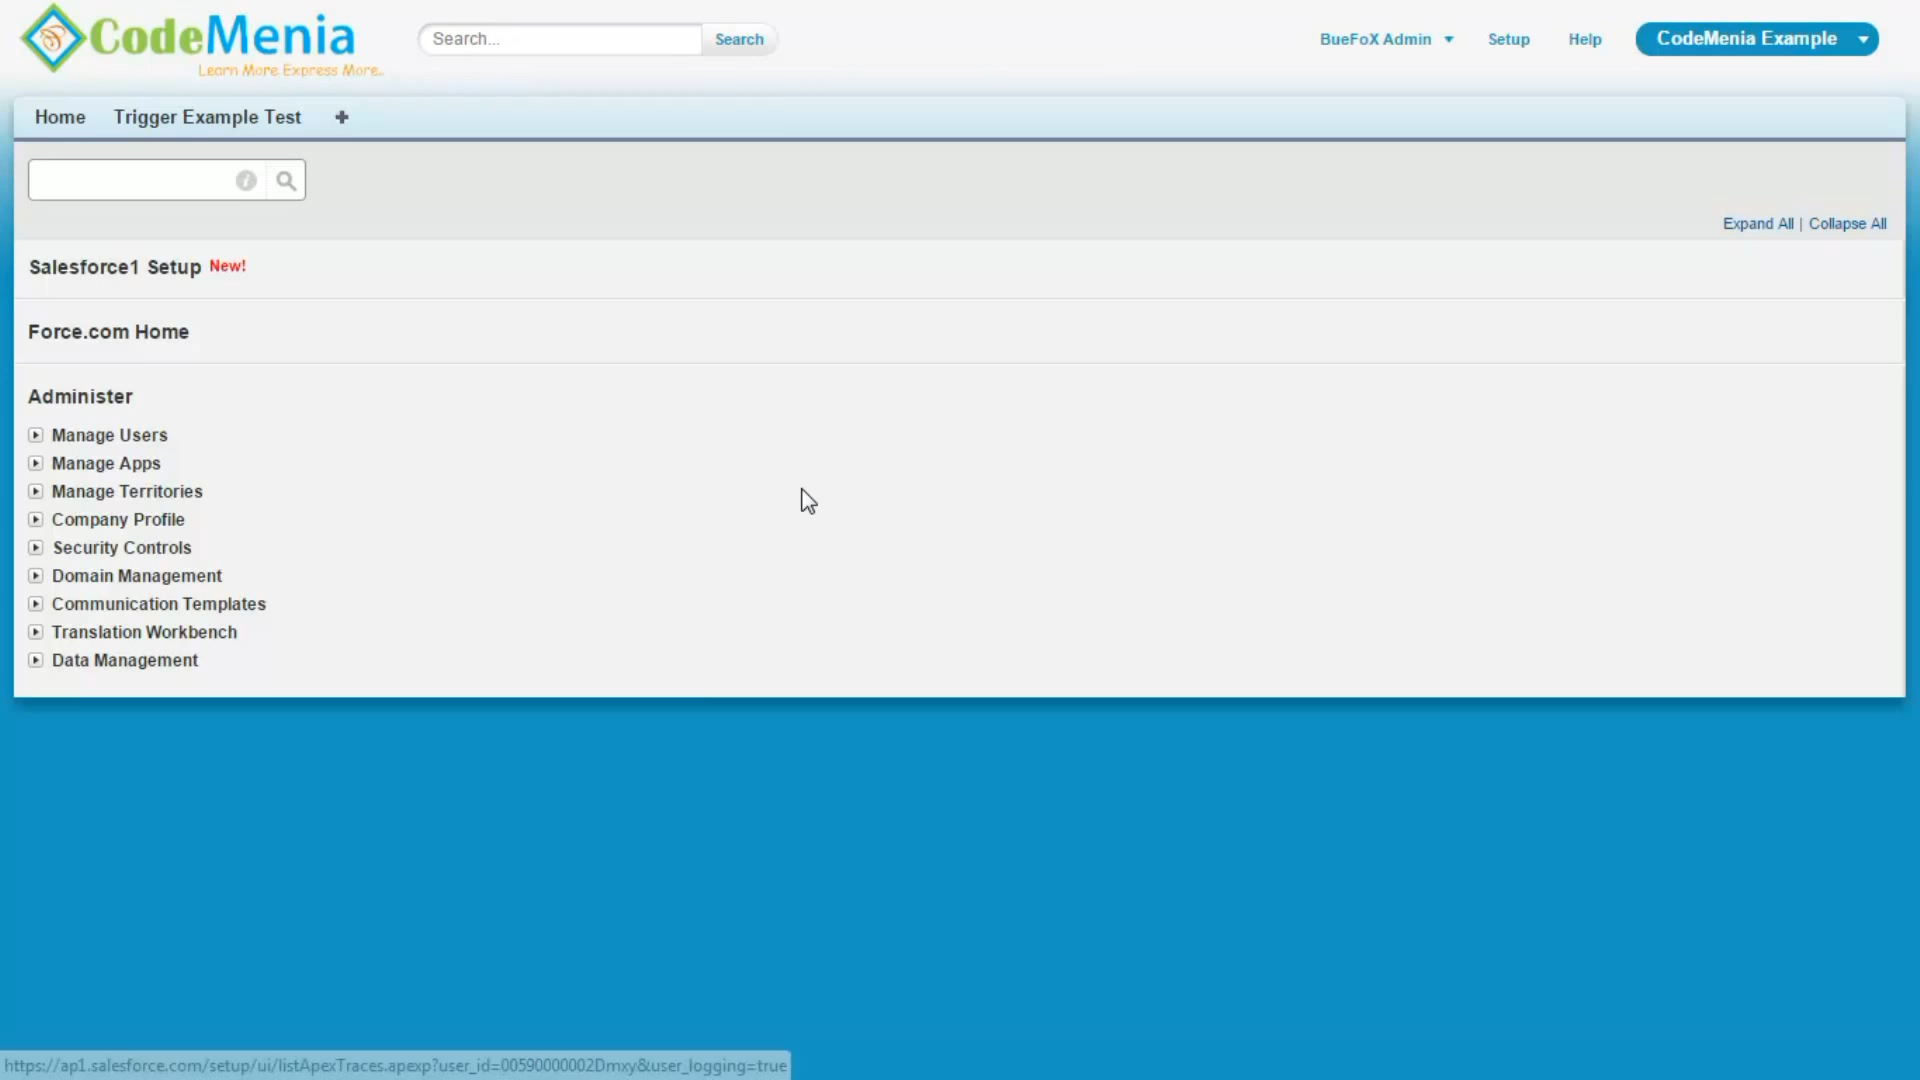 CodeMenia
Learn More Express More..
Search...
Search
BueFoX Admin
Setup
Help
CodeMenia Example
Home
Trigger Example Test
Expand All | Collapse All
Salesforce1 Setup New!
Force.com Home
Administer
Manage Users
Manage Apps
Manage Territories
Company Profile
Security Controls
Domain Management
Communication Templates
Translation Workbench
Data Management
https://ap1.salesforce.com/setup/ui/listApexTraces.apexp?user_id=00590000002Dmxy&user_logging=true